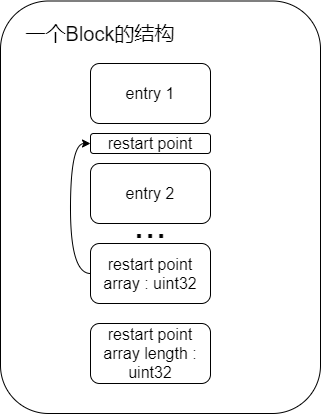 一个Block的结构
entry 1
restart point
entry 2
...
restart point
array : uint32
restart point
array length :
uint32